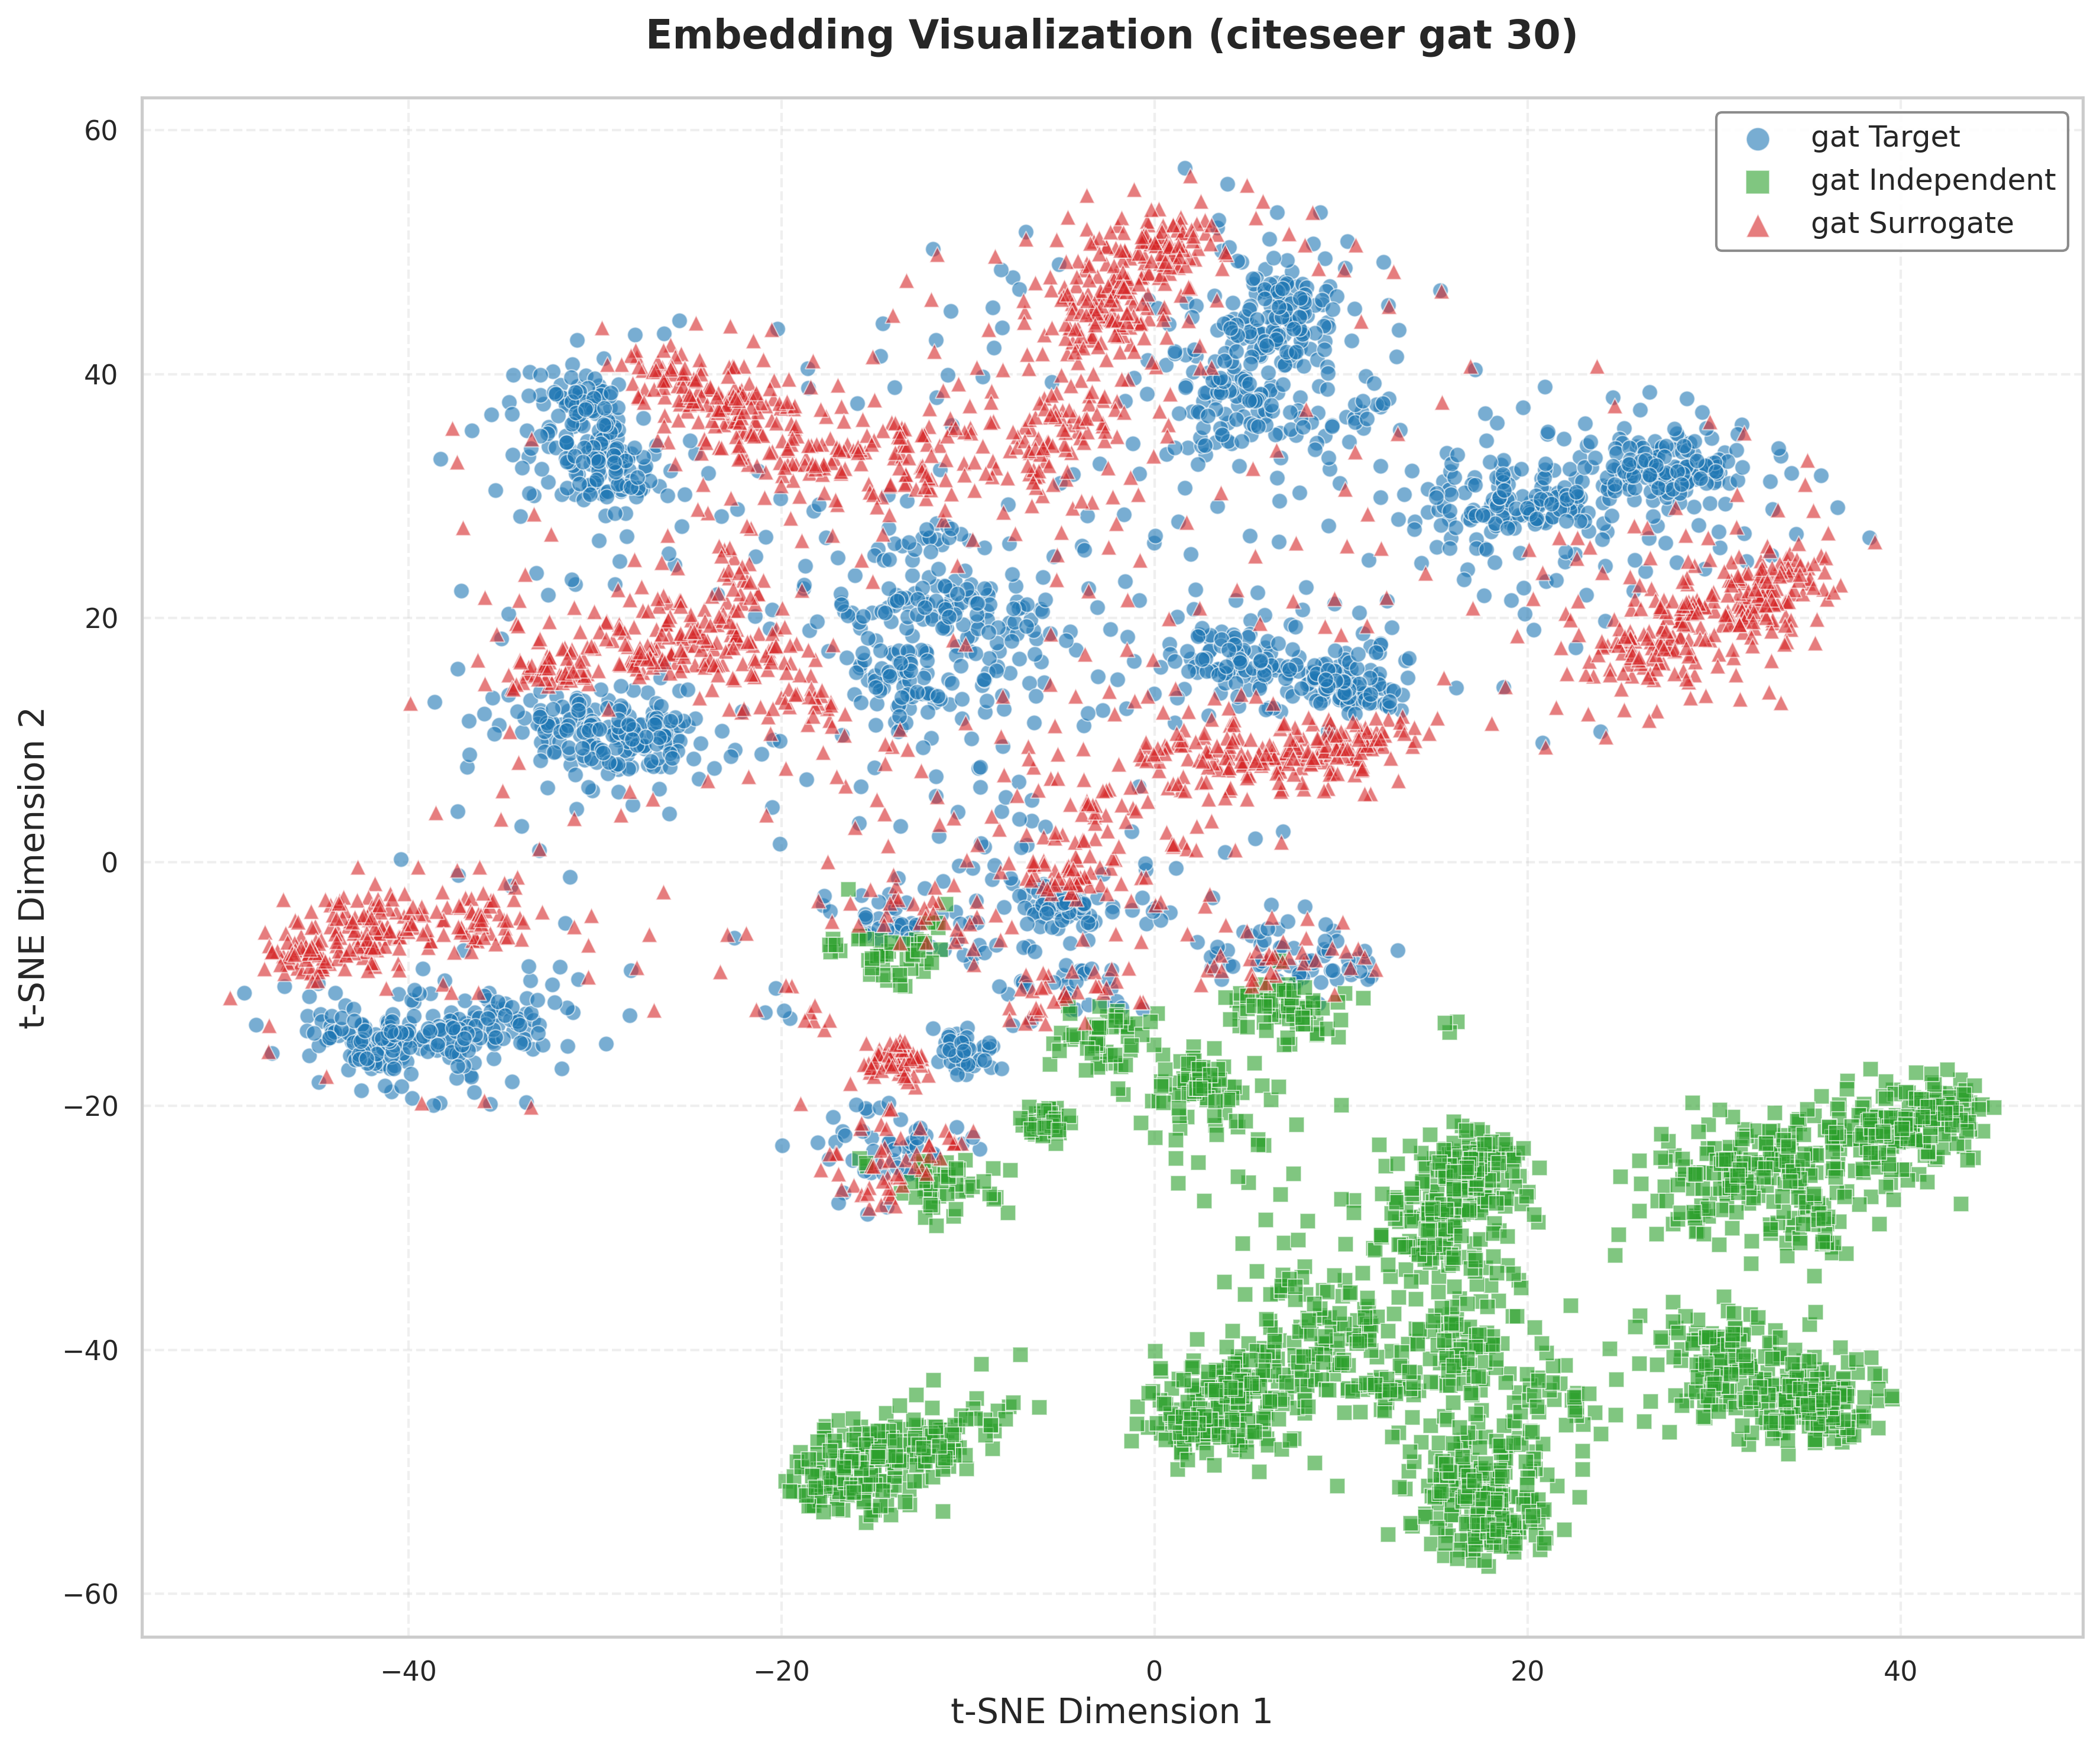 Embedding Visualization (citeseer gat 30)
gat Target
gat Independent
gat Surrogate
60
40
20
0
−20
−40
−60
t-SNE Dimension 2
−40
−20
0
20
40
t-SNE Dimension 1